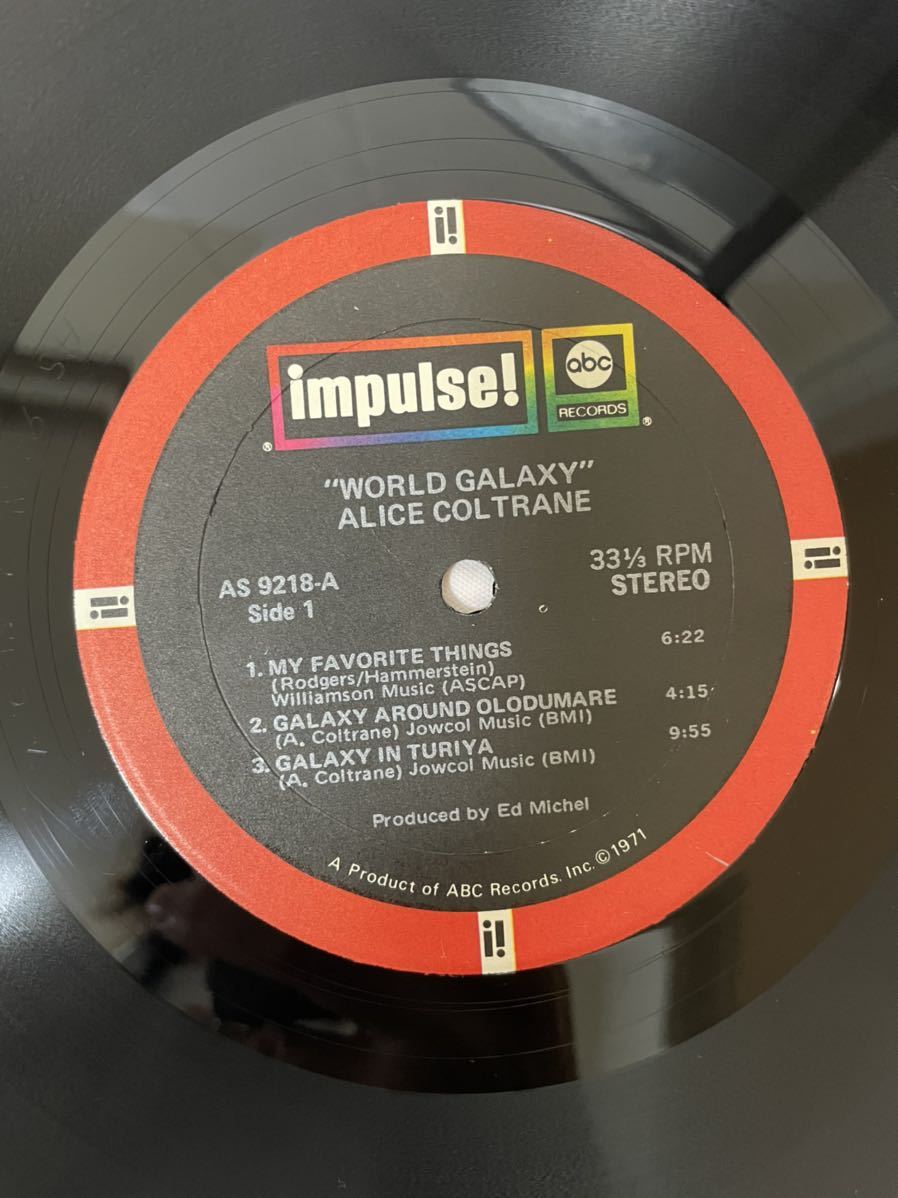 i!
impulse!
®
abc
RECORDS
®
"WORLD GALAXY"
ALICE COLTRANE
AS 9218-A
Side 1
33⅓ RPM
STEREO
i!
i!
1. MY FAVORITE THINGS 6:22
(Rodgers/Hammerstein)
Williamson Music (ASCAP)
2. GALAXY AROUND OLODUMARE 4:15
(A. Coltrane) Jowcol Music (BMI)
3. GALAXY IN TURIYA 9:55
(A. Coltrane) Jowcol Music (BMI)
Produced by Ed Michel
A Product of ABC Records. Inc. © 1971
i!